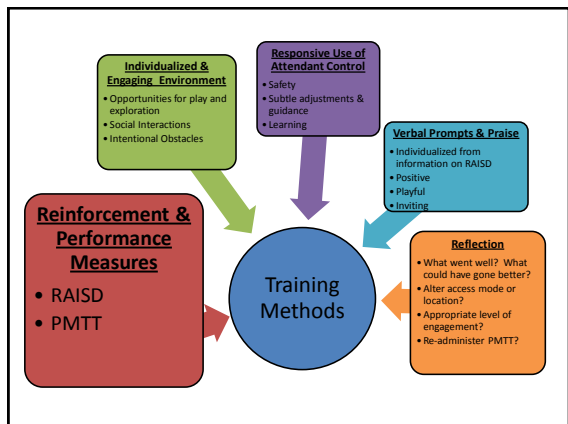 Individualized &
Engaging Environment
• Opportunities for play and
exploration
• Social Interactions
• Intentional Obstacles
Responsive Use of
Attendant Control
• Safety
• Subtle adjustments &
guidance
• Learning
Verbal Prompts & Praise
• Individualized from
information on RAISD
• Positive
• Playful
• Inviting
Reinforcement &
Performance
Measures
• RAISD
• PMTT
Training
Methods
Reflection
• What went well? What
could have gone better?
• Alter access mode or
location?
• Appropriate level of
engagement?
• Re-administer PMTT?